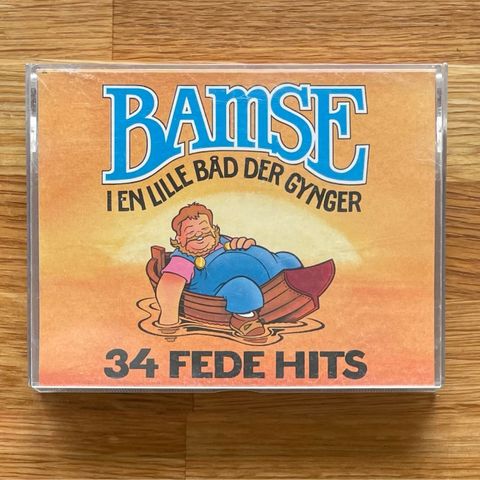 BAMSE
I EN LILLE BÅD DER GYNGER
34 FEDE HITS